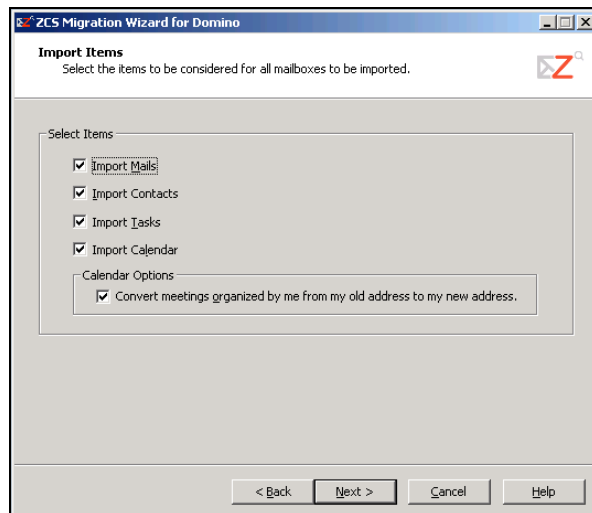 ZCS Migration Wizard for Domino
Import Items
Select the items to be considered for all mailboxes to be imported.
Select Items
Import Mails
Import Contacts
Import Tasks
Import Calendar
Calendar Options
Convert meetings organized by me from my old address to my new address.
< Back Next > Cancel Help